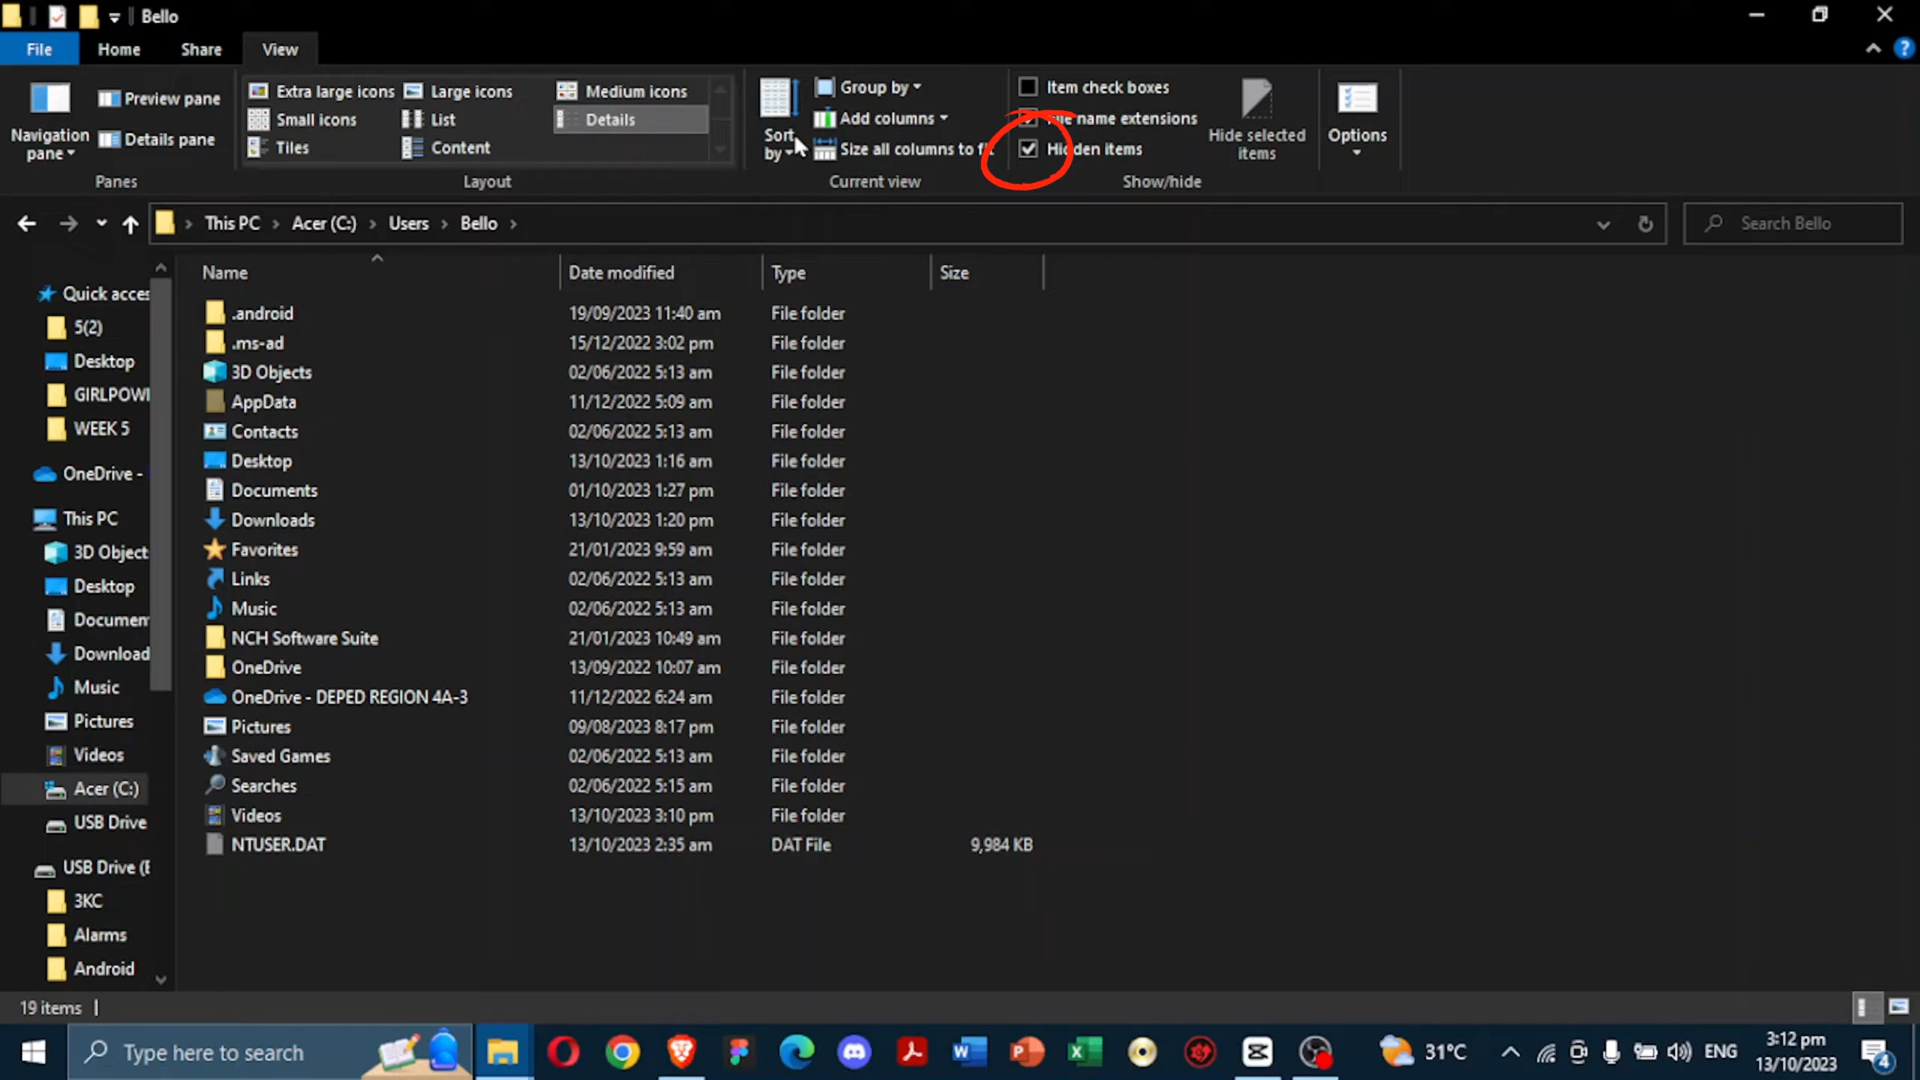 Bello
File Home Share View
Navigation pane
Preview pane
Details pane
Panes
Extra large icons Large icons Medium icons
Small icons List Details
Tiles Content
Layout
Sort by
Group by
Add columns
Size all columns to fit
Current view
Item check boxes
File name extensions
Hidden items
Hide selected items
Show/hide
Options
This PC Acer (C:) Users Bello
Search Bello
Name Date modified Type Size
.android 19/09/2023 11:40 am File folder
.ms-ad 15/12/2022 3:02 pm File folder
3D Objects 02/06/2022 5:13 am File folder
AppData 11/12/2022 5:09 am File folder
Contacts 02/06/2022 5:13 am File folder
Desktop 13/10/2023 1:16 am File folder
Documents 01/10/2023 1:27 pm File folder
Downloads 13/10/2023 1:20 pm File folder
Favorites 21/01/2023 9:59 am File folder
Links 02/06/2022 5:13 am File folder
Music 02/06/2022 5:13 am File folder
NCH Software Suite 21/01/2023 10:49 am File folder
OneDrive 13/09/2022 10:07 am File folder
OneDrive - DEPED REGION 4A-3 11/12/2022 6:24 am File folder
Pictures 09/08/2023 8:17 pm File folder
Saved Games 02/06/2022 5:13 am File folder
Searches 02/06/2022 5:15 am File folder
Videos 13/10/2023 3:10 pm File folder
NTUSER.DAT 13/10/2023 2:35 am DAT File 9,984 KB
Quick acces
5(2)
Desktop
GIRLPOW
WEEK 5
OneDrive -
This PC
3D Object
Desktop
Documen
Download
Music
Pictures
Videos
Acer (C:)
USB Drive
USB Drive (E
3KC
Alarms
Android
19 items
Type here to search
31°C
ENG
3:12 pm
13/10/2023
4